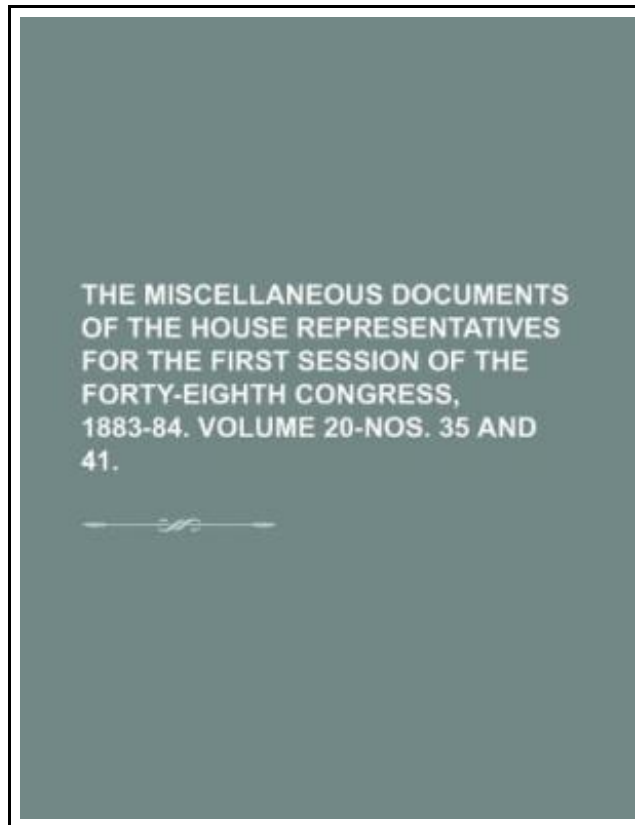 THE MISCELLANEOUS DOCUMENTS
OF THE HOUSE REPRESENTATIVES
FOR THE FIRST SESSION OF THE
FORTY-EIGHTH CONGRESS,
1883-84. VOLUME 20-NOS. 35 AND
41.